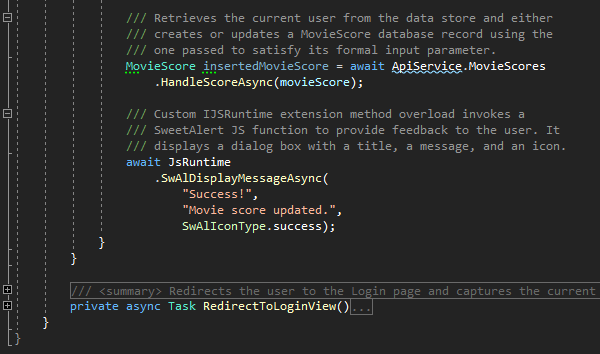 /// Retrieves the current user from the data store and either
/// creates or updates a MovieScore database record using the
/// one passed to satisfy its formal input parameter.
MovieScore insertedMovieScore = await ApiService.MovieScores
.HandleScoreAsync(movieScore);
/// Custom IJSRuntime extension method overload invokes a
/// SweetAlert JS function to provide feedback to the user. It
/// displays a dialog box with a title, a message, and an icon.
await JsRuntime
.SwAlDisplayMessageAsync(
"Success!",
"Movie score updated.",
SwAlIconType.success);
}
}
/// <summary> Redirects the user to the Login page and captures the current
private async Task RedirectToLoginView()...
}
}